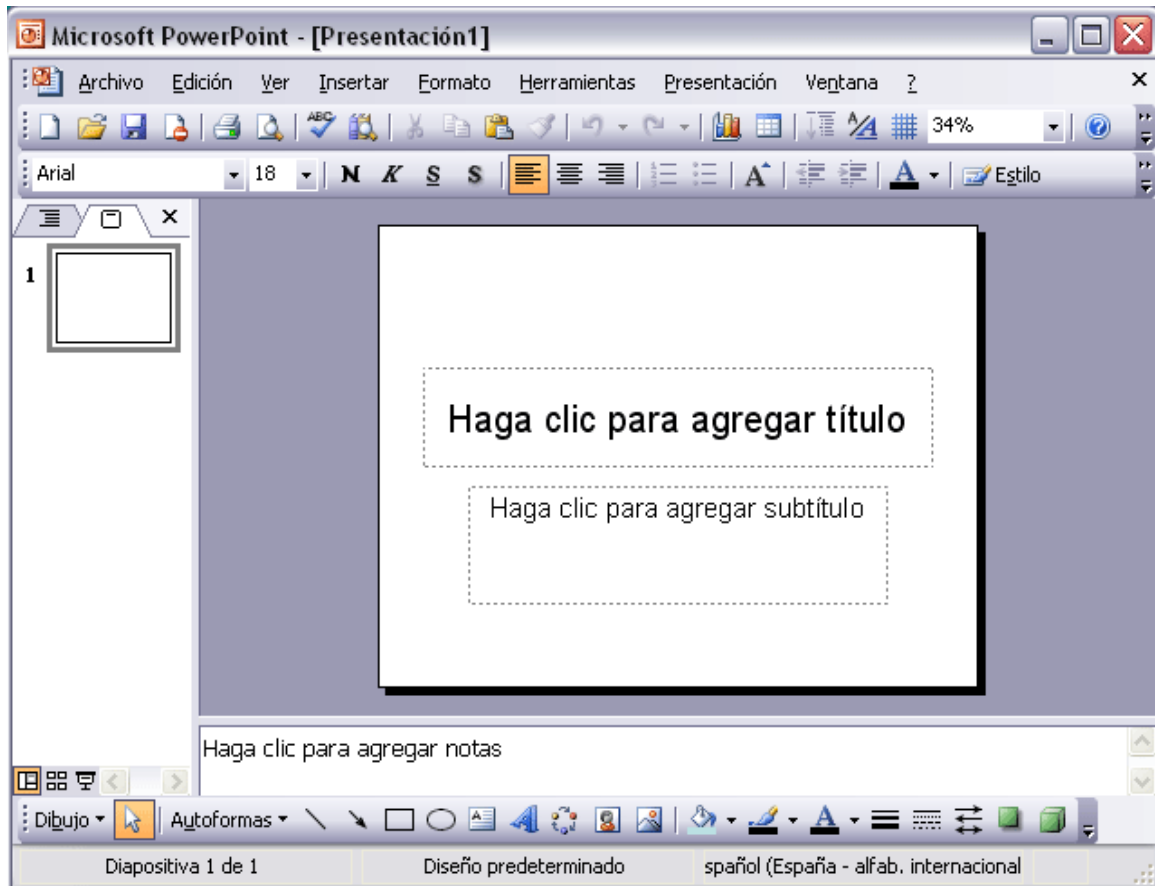 Microsoft PowerPoint - [Presentación1]
Archivo Edición Ver Insertar Formato Herramientas Presentación Ventana ?
ABC 34%
Arial 18 N K S S A A Estilo
1
Haga clic para agregar título
Haga clic para agregar subtítulo
Haga clic para agregar notas
Dibujo Autoformas A A
Diapositiva 1 de 1 Diseño predeterminado spañol (España - alfab. internacional